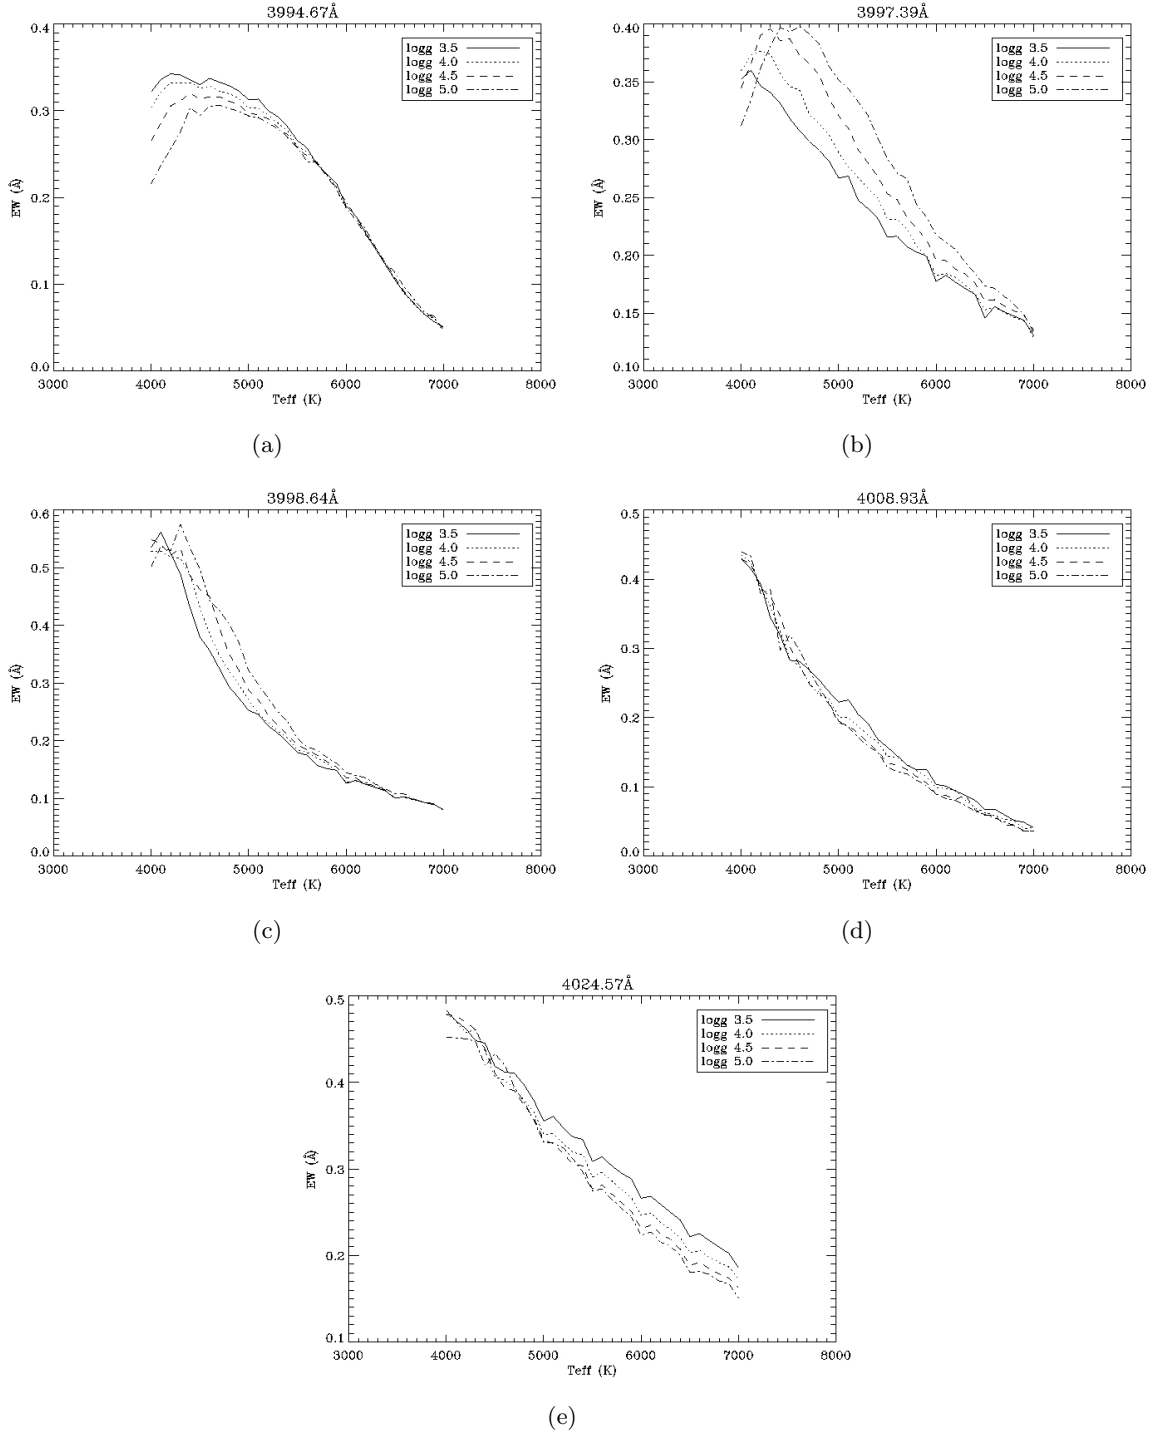 3994.67Å
0.4
0.3
0.2
0.1
0.0
EW (Å)
3000 4000 5000 6000 7000 8000
Teff (K)
logg 3.5
logg 4.0
logg 4.5
logg 5.0
(a)
3997.39Å
0.40
0.35
0.30
0.25
0.20
0.15
0.10
EW (Å)
3000 4000 5000 6000 7000 8000
Teff (K)
logg 3.5
logg 4.0
logg 4.5
logg 5.0
(b)
3998.64Å
0.6
0.5
0.4
0.3
0.2
0.1
0.0
EW (Å)
3000 4000 5000 6000 7000 8000
Teff (K)
logg 3.5
logg 4.0
logg 4.5
logg 5.0
(c)
4008.93Å
0.5
0.4
0.3
0.2
0.1
0.0
EW (Å)
3000 4000 5000 6000 7000 8000
Teff (K)
logg 3.5
logg 4.0
logg 4.5
logg 5.0
(d)
4024.57Å
0.5
0.4
0.3
0.2
0.1
EW (Å)
3000 4000 5000 6000 7000 8000
Teff (K)
logg 3.5
logg 4.0
logg 4.5
logg 5.0
(e)